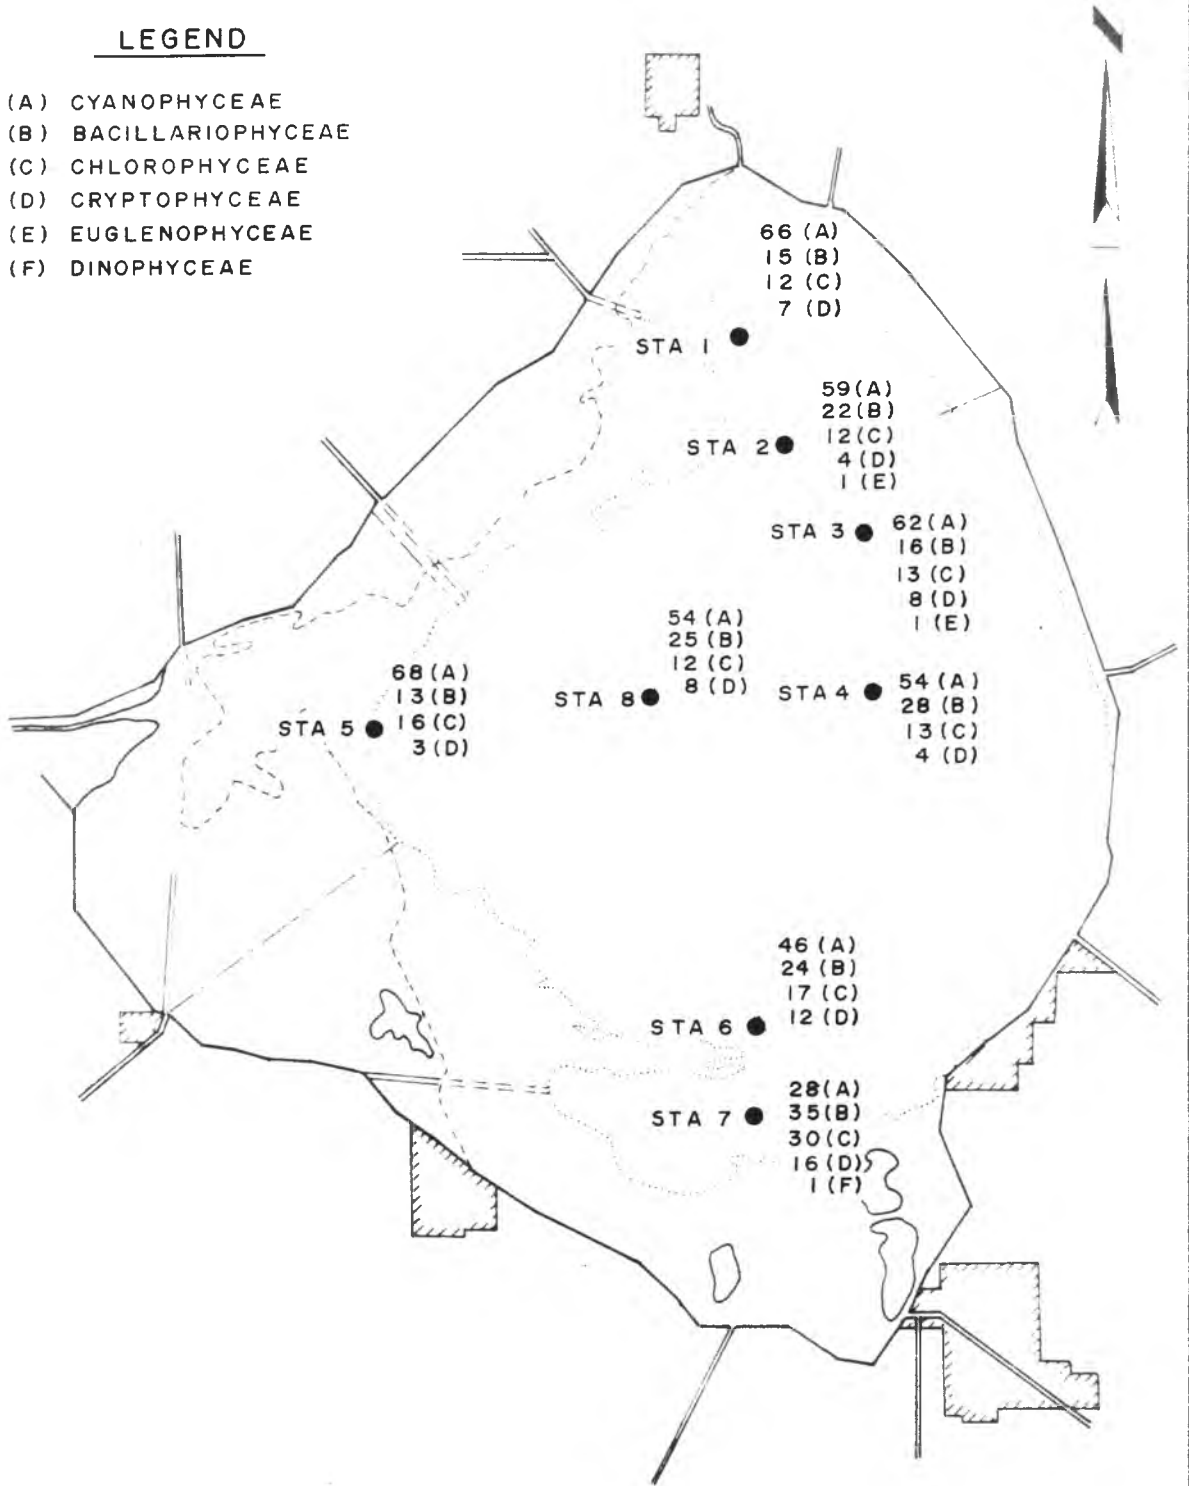 LEGEND
(A) CYANOPHYCEAE
(B) BACILLARIOPHYCEAE
(C) CHLOROPHYCEAE
(D) CRYPTOPHYCEAE
(E) EUGLENOPHYCEAE
(F) DINOPHYCEAE
66 (A)
15 (B)
12 (C)
7 (D)
STA 1
59 (A)
22 (B)
12 (C)
4 (D)
1 (E)
STA 2
STA 3
62 (A)
16 (B)
13 (C)
8 (D)
1 (E)
54 (A)
25 (B)
12 (C)
8 (D)
STA 8
STA 4
54 (A)
28 (B)
13 (C)
4 (D)
68 (A)
13 (B)
16 (C)
3 (D)
STA 5
46 (A)
24 (B)
17 (C)
12 (D)
STA 6
28 (A)
35 (B)
30 (C)
16 (D)
1 (F)
STA 7